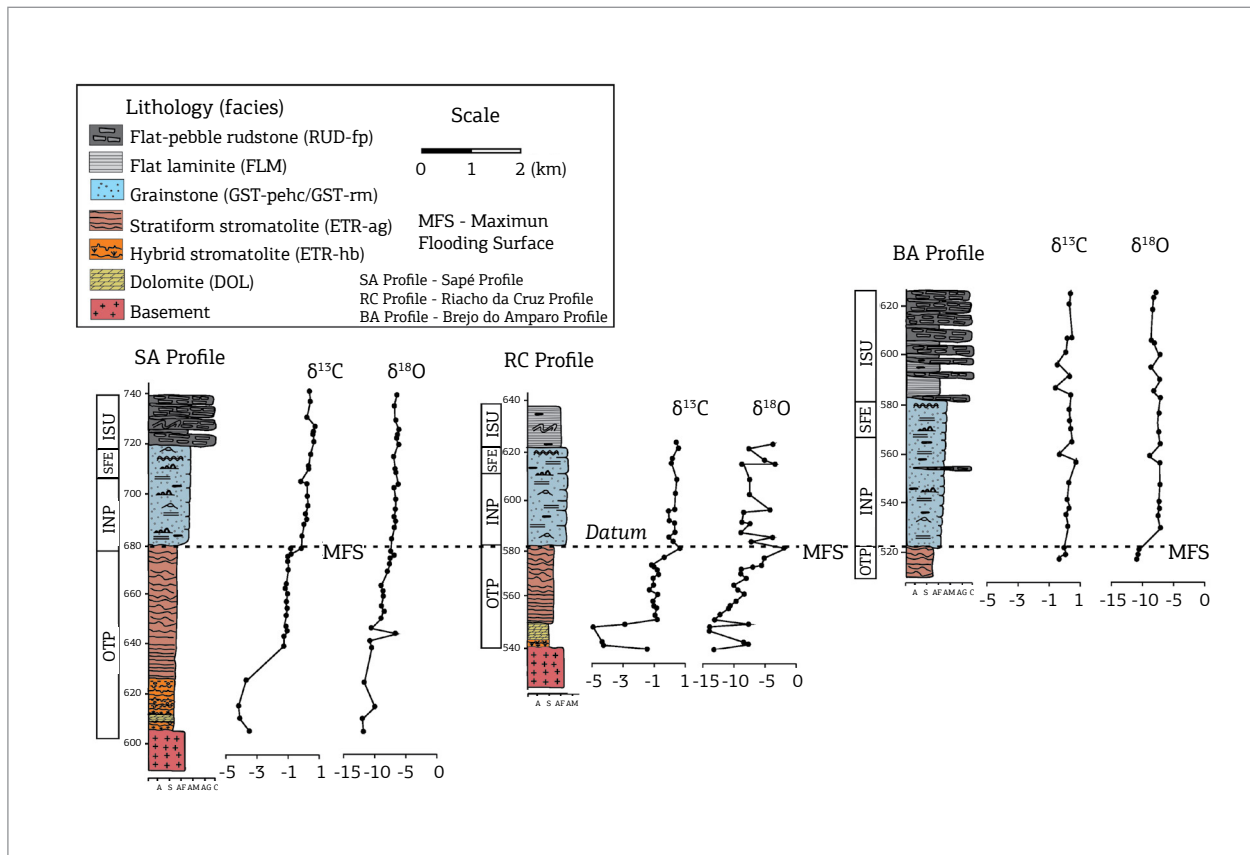 Lithology (facies)
Flat-pebble rudstone (RUD-fp)
Flat laminite (FLM)
Grainstone (GST-pehc/GST-rm)
Stratiform stromatolite (ETR-ag)
Hybrid stromatolite (ETR-hb)
Dolomite (DOL)
Basement
Scale
0 1 2 (km)
MFS - Maximun
Flooding Surface
SA Profile - Sapé Profile
RC Profile - Riacho da Cruz Profile
BA Profile - Brejo do Amparo Profile
SA Profile
δ13C
δ18O
740
720
700
680
660
640
620
600
ISU
SFE
INP
OTP
MFS
A S AF AM AG C
-5 -1 1
-15 -10 -5 0
RC Profile
δ13C
δ18O
640
620
600
580
560
540
ISU
SFE
INP
OTP
Datum
MFS
A S AF AM
-5 -1 1
-15 -10 -5 0
BA Profile
δ13C
δ18O
620
600
580
560
540
520
ISU
SFE
INP
OTP
MFS
A S AF AM AG C
-5 -5 -1 1
-15 -10 -5 0